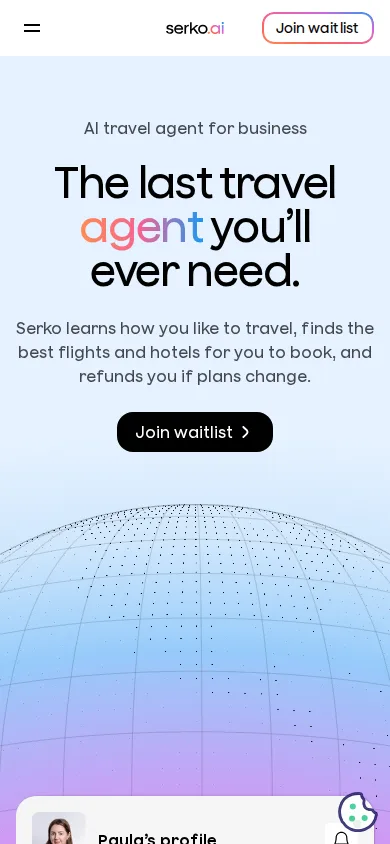 serko.ai
Join waitlist
AI travel agent for business
The last travel
agent you’ll
ever need.
Serko learns how you like to travel, finds the
best flights and hotels for you to book, and
refunds you if plans change.
Join waitlist
Paula’s profile